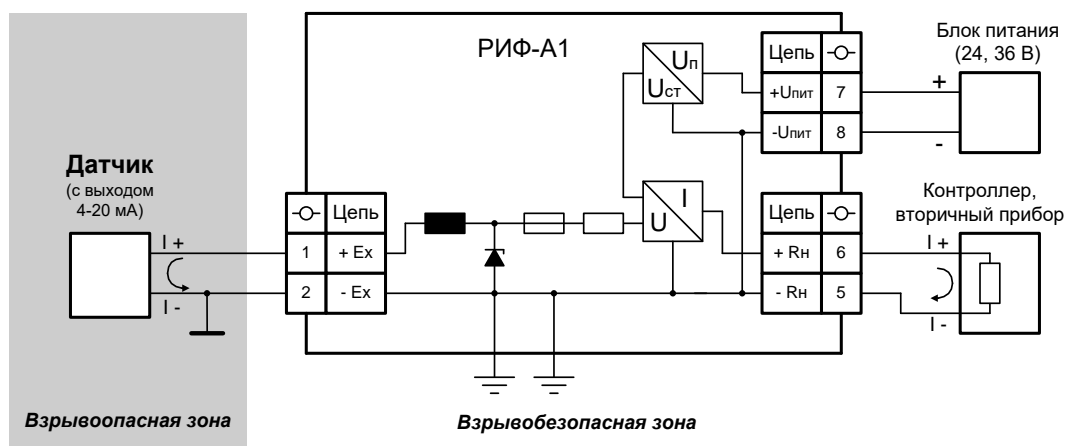 РИФ-А1
Блок питания
(24, 36 В)
Цепь
Uп
Uст
+Uпит 7
+
-Uпит 8
-
Датчик
(с выходом
4-20 мА)
Контроллер,
вторичный прибор
Цепь
I
U
Цепь
I +
1 + Ex
+ Rн 6
I +
2 - Ex
- Rн 5
I -
I -
Взрывоопасная зона
Взрывобезопасная зона